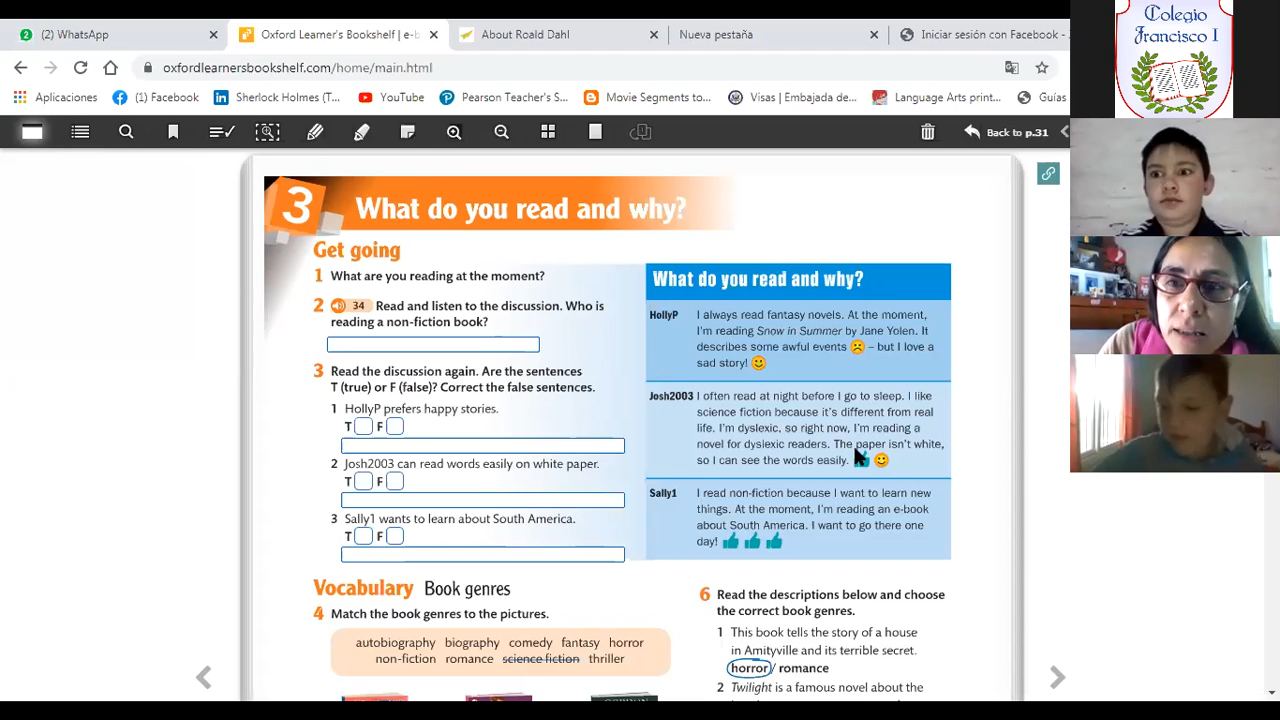 2 (2) WhatsApp
Oxford Learner's Bookshelf | e-b
About Roald Dahl
Nueva pestaña
Iniciar sesión con Facebook -
oxfordlearnersbookshelf.com/home/main.html
Aplicaciones
(1) Facebook
Sherlock Holmes (T...
YouTube
Pearson Teacher's S...
Movie Segments to...
Visas | Embajada de...
Language Arts print...
Guías
Back to p.31
Colegio
Francisco I
3 What do you read and why?
Get going
1 What are you reading at the moment?
2 34 Read and listen to the discussion. Who is
reading a non-fiction book?
3 Read the discussion again. Are the sentences
T (true) or F (false)? Correct the false sentences.
1 HollyP prefers happy stories.
T F
2 Josh2003 can read words easily on white paper.
T F
3 Sally1 wants to learn about South America.
T F
What do you read and why?
HollyP I always read fantasy novels. At the moment,
I'm reading Snow in Summer by Jane Yolen. It
describes some awful events – but I love a
sad story!
Josh2003 I often read at night before I go to sleep. I like
science fiction because it's different from real
life. I'm dyslexic, so right now, I'm reading a
novel for dyslexic readers. The paper isn't white,
so I can see the words easily.
Sally1 I read non-fiction because I want to learn new
things. At the moment, I'm reading an e-book
about South America. I want to go there one
day!
Vocabulary Book genres
4 Match the book genres to the pictures.
autobiography biography comedy fantasy horror
non-fiction romance science fiction thriller
6 Read the descriptions below and choose
the correct book genres.
1 This book tells the story of a house
in Amityville and its terrible secret.
horror / romance
2 Twilight is a famous novel about the